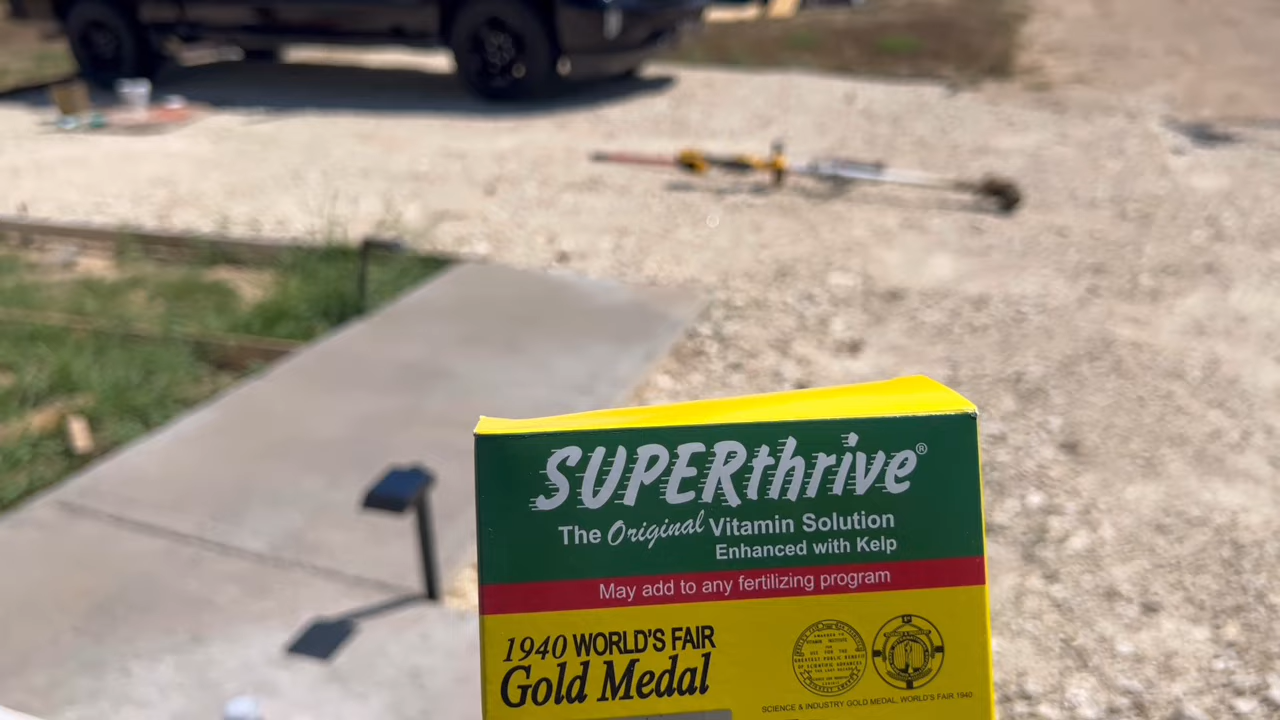 SUPERthrive®
The Original Vitamin Solution
Enhanced with Kelp
May add to any fertilizing program
1940 WORLD'S FAIR
Gold Medal
SCIENCE & INDUSTRY GOLD MEDAL, WORLD'S FAIR, 1940